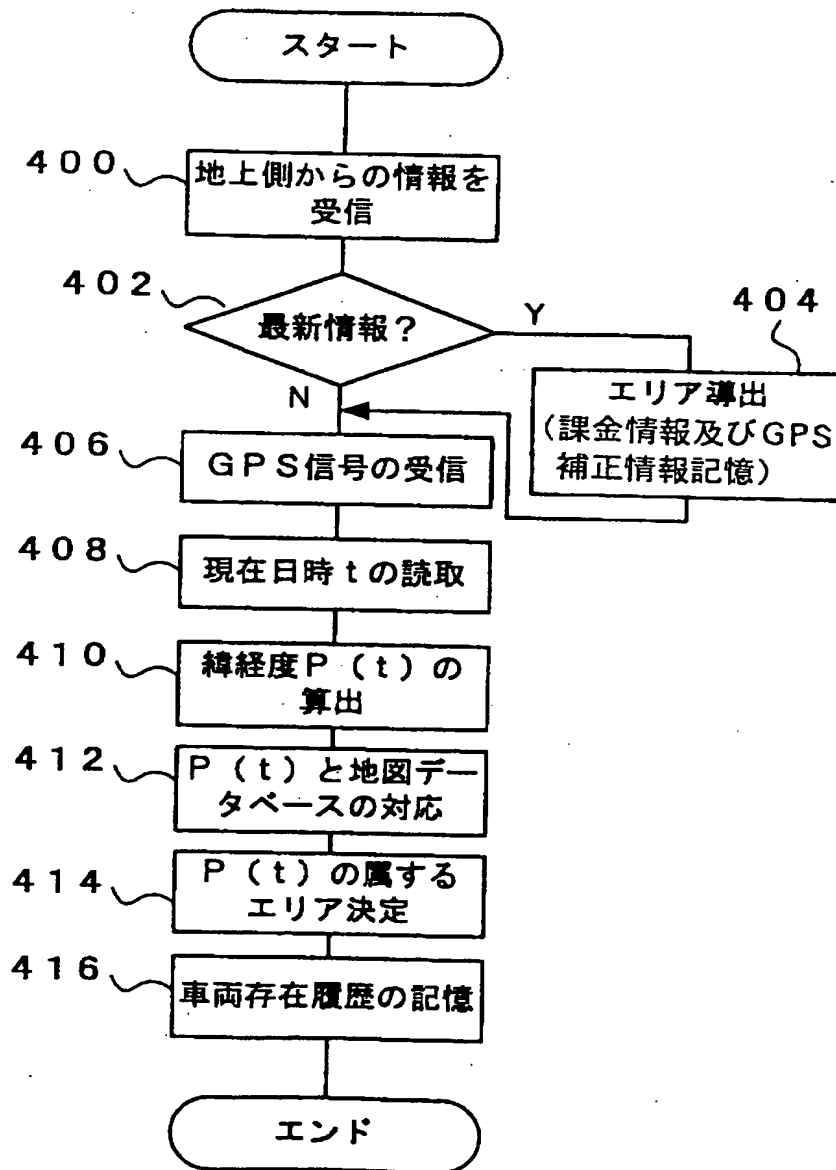 スタート
400
地上側からの情報を
受信
402
最新情報?
Y
404
N
エリア導出
(課金情報及びGPS
補正情報記憶)
406
GPS信号の受信
408
現在日時tの読取
410
緯経度P(t)の
算出
412
P(t)と地図デー
タベースの対応
414
P(t)の属する
エリア決定
416
車両存在履歴の記憶
エンド